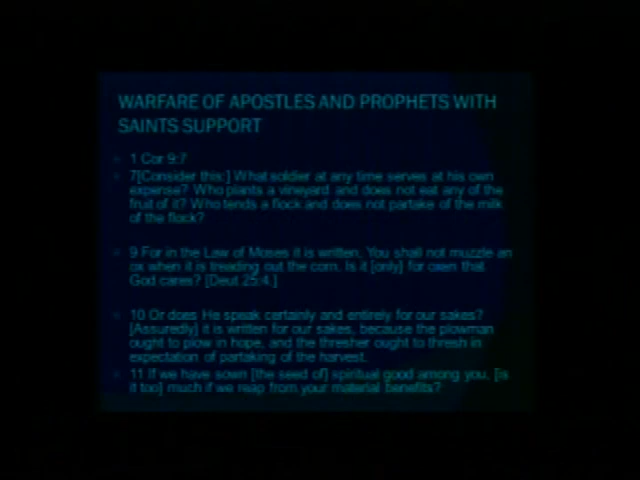 WARFARE OF APOSTLES AND PROPHETS WITH
SAINTS SUPPORT
1 Cor 9:7
7[Consider this:] What soldier at any time serves at his own
expense? Who plants a vineyard and does not eat any of the
fruit of it? Who tends a flock and does not partake of the milk
of the flock?
9 For in the Law of Moses it is written, You shall not muzzle an
ox when it is treading out the corn. Is it [only] for oxen that
God cares? [Deut 25:4.]
10 Or does He speak certainly and entirely for our sakes?
[Assuredly] it is written for our sakes, because the plowman
ought to plow in hope, and the thresher ought to thresh in
expectation of partaking of the harvest.
11 If we have sown [the seed of] spiritual good among you, [is
it too] much if we reap from your material benefits?